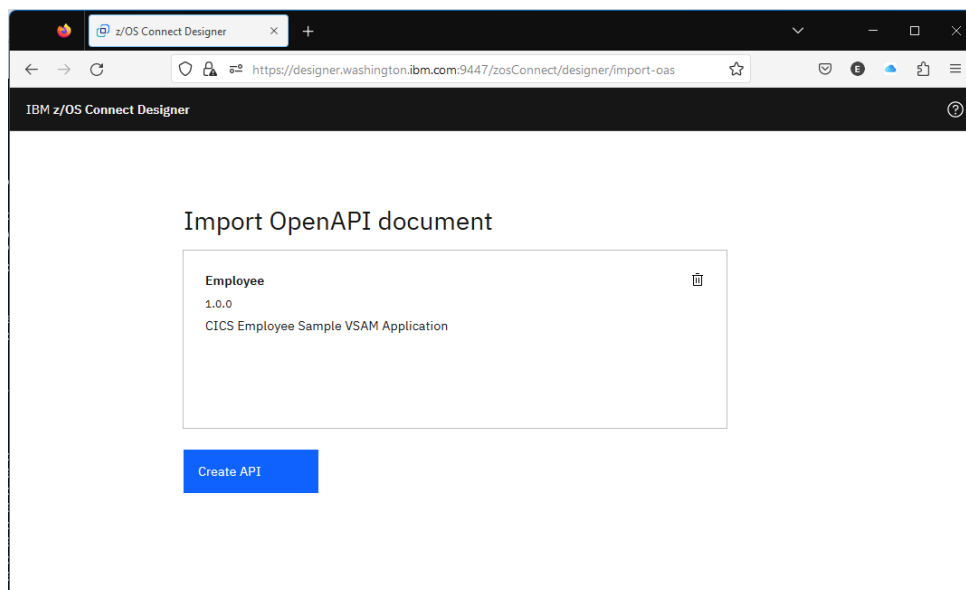 z/OS Connect Designer
https://designer.washington.ibm.com:9447/zosConnect/designer/import-oas
E
IBM z/OS Connect Designer
Import OpenAPI document
Employee
1.0.0
CICS Employee Sample VSAM Application
Create API